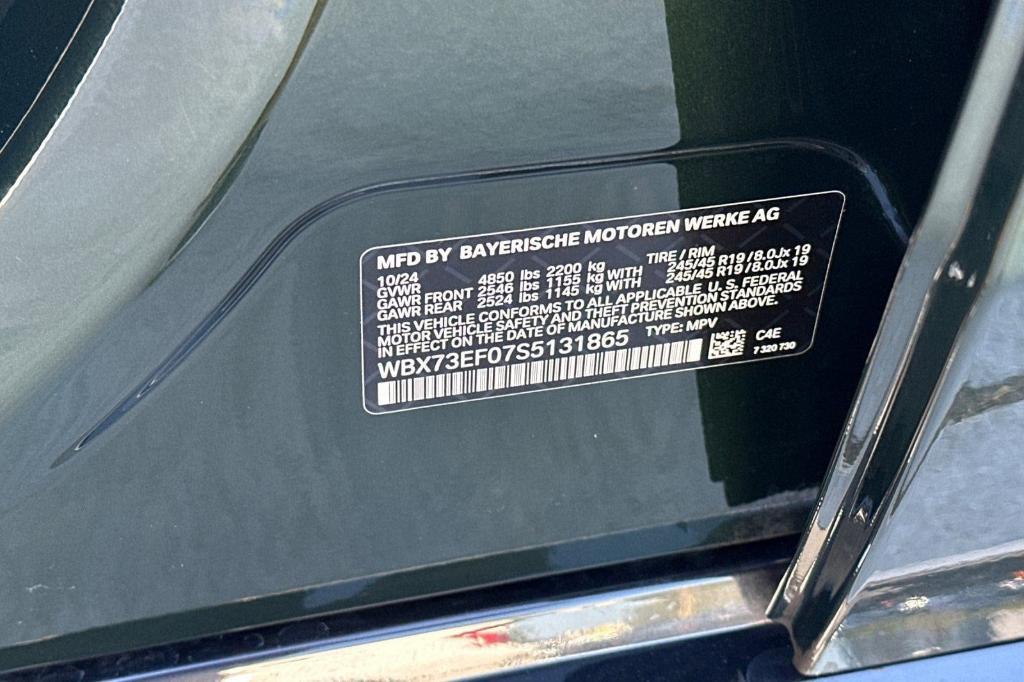 MFD BY BAYERISCHE MOTOREN WERKE AG
10/24 TIRE / RIM
GVWR 4850 lbs 2200 kg
GAWR FRONT 2546 lbs 1155 kg WITH 245/45 R19/8.0Jx 19
GAWR REAR 2524 lbs 1145 kg WITH 245/45 R19/8.0Jx 19
THIS VEHICLE CONFORMS TO ALL APPLICABLE U. S. FEDERAL
MOTOR VEHICLE SAFETY AND THEFT PREVENTION STANDARDS
IN EFFECT ON THE DATE OF MANUFACTURE SHOWN ABOVE.
WBX73EF07S5131865 TYPE: MPV
C4E
7 320 730